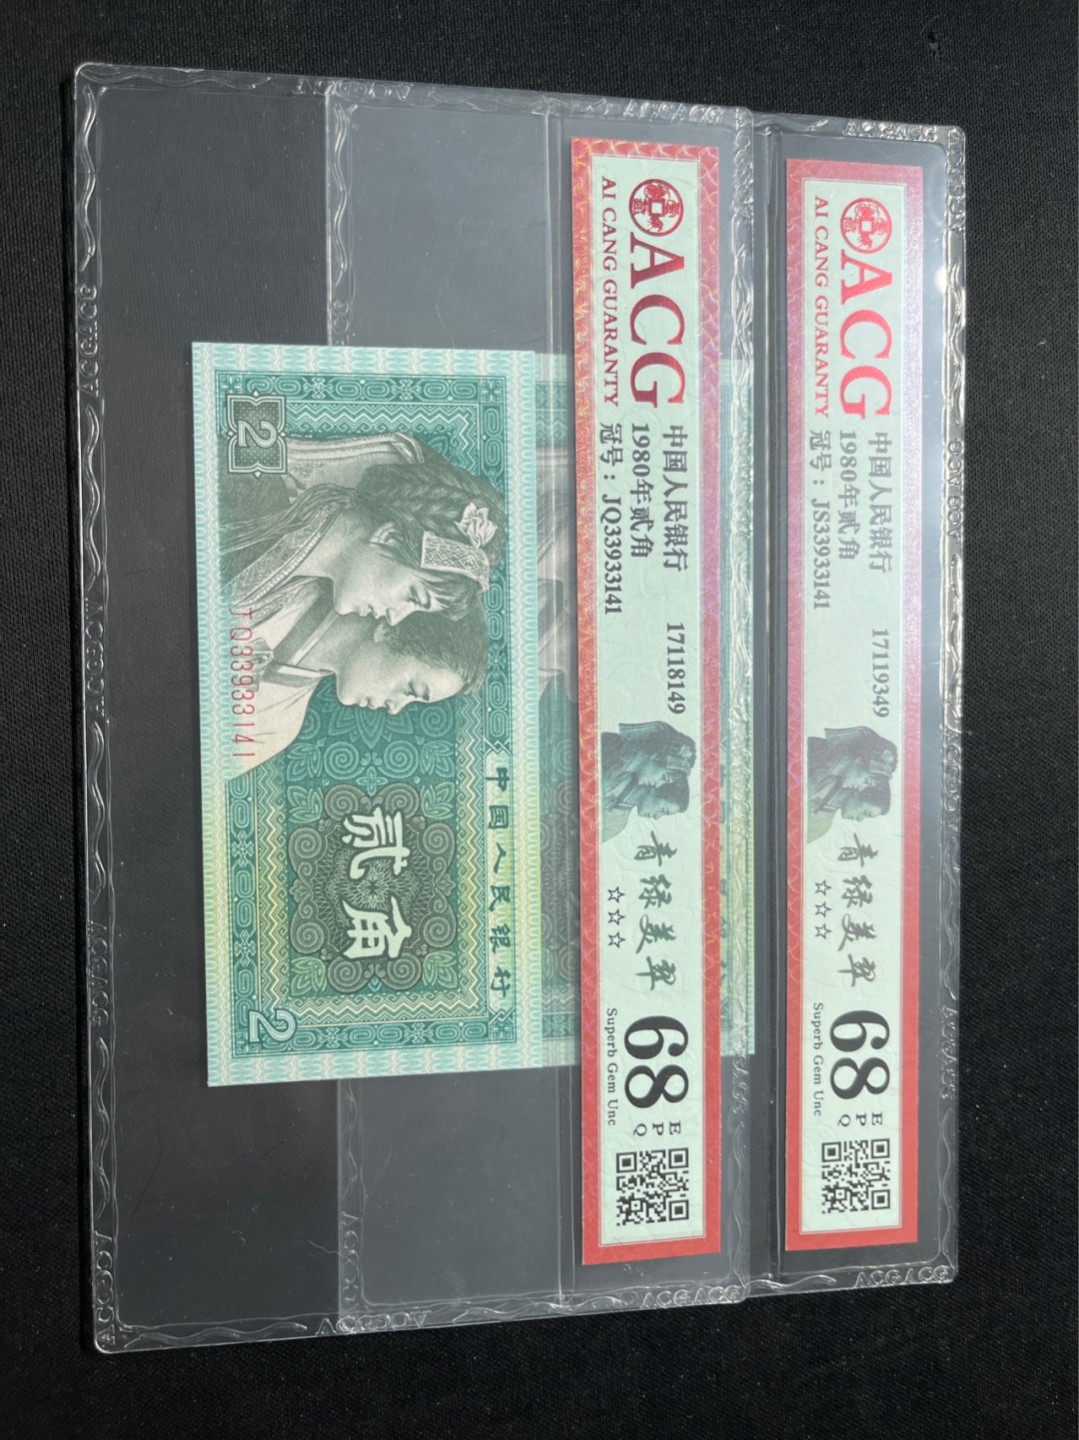 ACG
AI CANG GUARANTY
中国人民银行
1980年贰角
冠号：JS33933141
17119349
青绿美翠
☆☆☆
68
EPQ
Superb Gem Unc
ACG
AI CANG GUARANTY
中国人民银行
1980年贰角
冠号：JQ33933141
17118149
青绿美翠
☆☆☆
68
EPQ
Superb Gem Unc
中国人民银行
贰角
2
2
JQ33933141